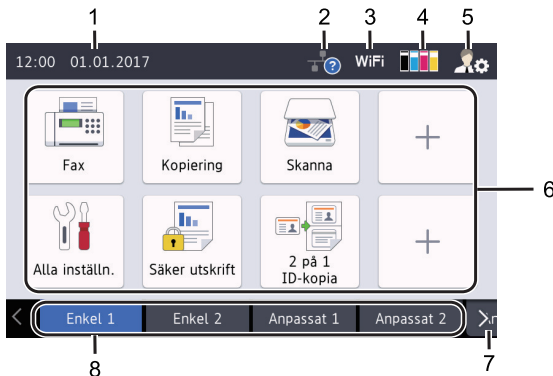 1 2 3 4 5
12:00 01.01.2017 ? WiFi
Fax Kopiering Skanna
6
Alla inställn. Säker utskrift 2 på 1
ID-kopia
Enkel 1 Enkel 2 Anpassat 1 Anpassat 2
8 7